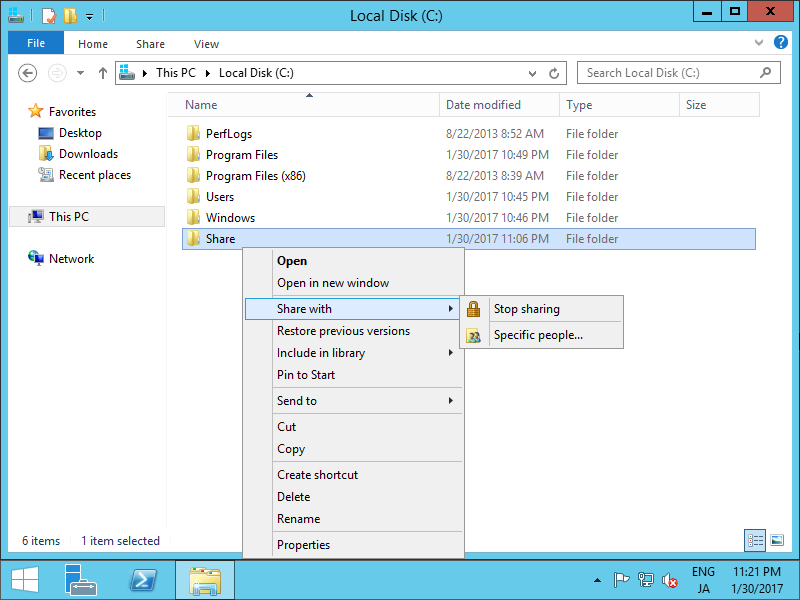 Local Disk (C:)
File Home Share View
This PC Local Disk (C:) Search Local Disk (C:)
Name Date modified Type Size
Favorites
Desktop
Downloads
Recent places
This PC
Network
PerfLogs 8/22/2013 8:52 AM File folder
Program Files 1/30/2017 10:49 PM File folder
Program Files (x86) 8/22/2013 8:39 AM File folder
Users 1/30/2017 10:45 PM File folder
Windows 1/30/2017 10:46 PM File folder
Share 1/30/2017 11:06 PM File folder
Open
Open in new window
Share with
Restore previous versions
Include in library
Pin to Start
Send to
Cut
Copy
Create shortcut
Delete
Rename
Properties
Stop sharing
Specific people...
6 items 1 item selected
ENG 11:21 PM
JA 1/30/2017